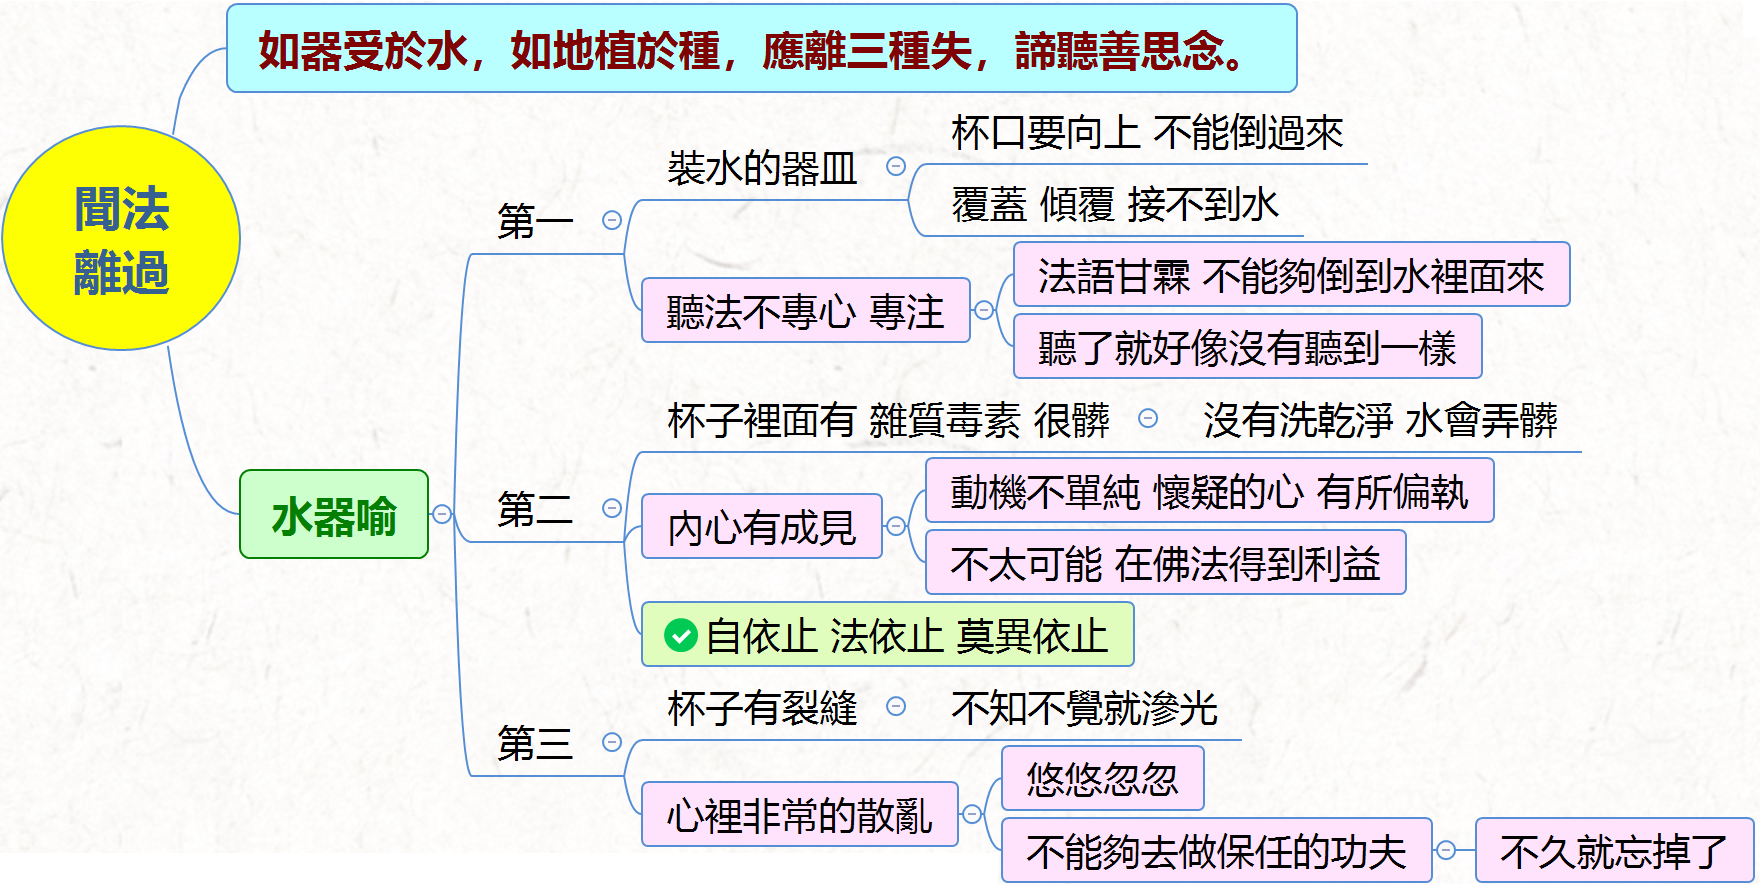 聞法
離過
如器受於水，如地植於種，應離三種失，諦聽善思念。
水器喻
第一
裝水的器皿
杯口要向上 不能倒過來
覆蓋 傾覆 接不到水
聽法不專心 專注
法語甘霖 不能夠倒到水裡面來
聽了就好像沒有聽到一樣
第二
杯子裡面有 雜質毒素 很髒
沒有洗乾淨 水會弄髒
內心有成見
動機不單純 懷疑的心 有所偏執
不太可能 在佛法得到利益
自依止 法依止 莫異依止
第三
杯子有裂縫
不知不覺就滲光
心裡非常的散亂
悠悠忽忽
不能夠去做保任的功夫
不久就忘掉了